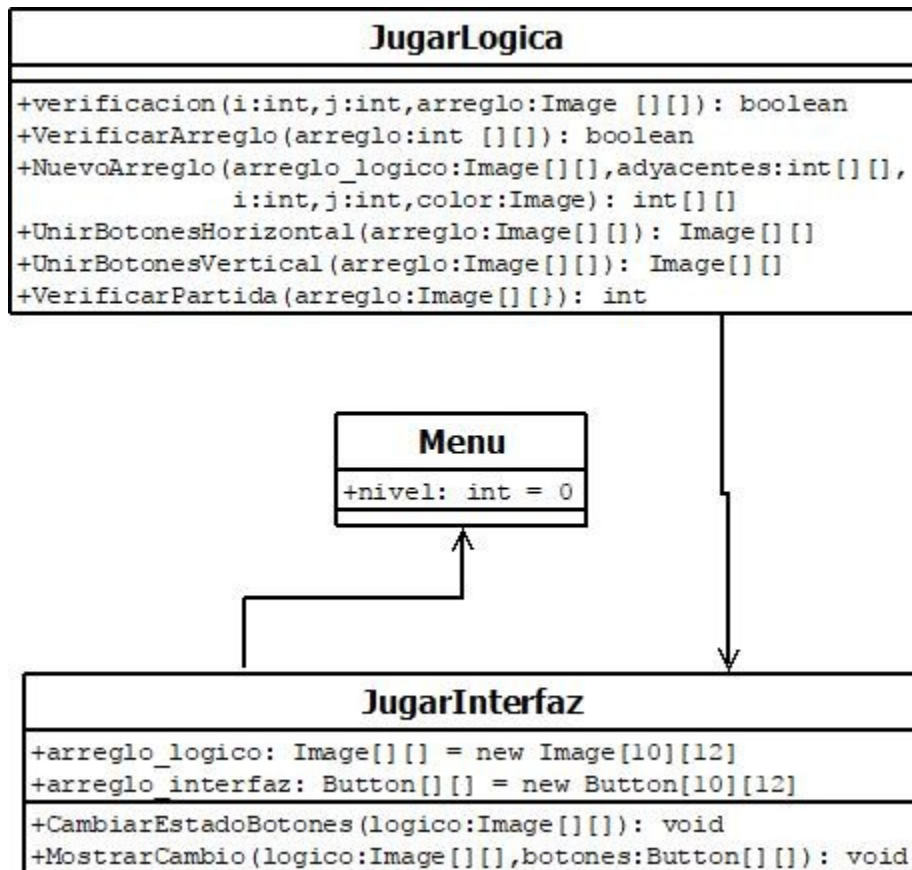 JugarLogica
+verificacion(i:int,j:int,arreglo:Image [][]): boolean
+VerificarArreglo(arreglo:int [][]): boolean
+NuevoArreglo(arreglo_logico:Image[][],adyacentes:int[][],
i:int,j:int,color:Image): int[][]
+UnirBotonesHorizontal(arreglo:Image[][]): Image[][]
+UnirBotonesVertical(arreglo:Image[][]): Image[][]
+VerificarPartida(arreglo:Image[][}): int
Menu
+nivel: int = 0
JugarInterfaz
+arreglo_logico: Image[][] = new Image[10][12]
+arreglo_interfaz: Button[][] = new Button[10][12]
+CambiarEstadoBotones(logico:Image[][]): void
+MostrarCambio(logico:Image[][],botones:Button[][]): void